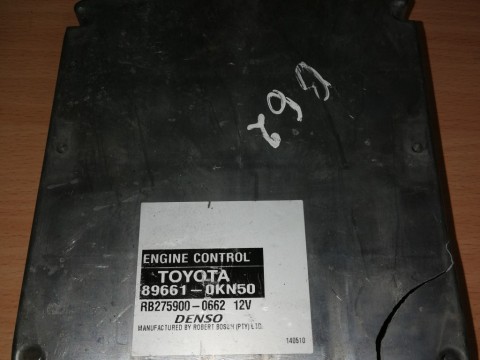 ENGINE CONTROL
TOYOTA
89661-0KN50
RB275900-0662 12V
DENSO
MANUFACTURED BY ROBERT BOSCH (PTY) LTD.
140510